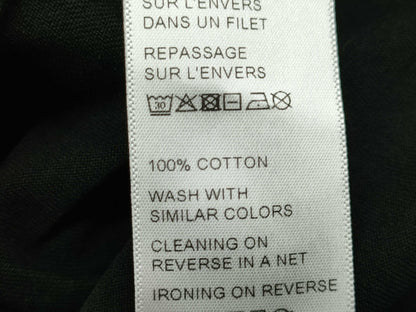 SUR L'ENVERS
DANS UN FILET
REPASSAGE
SUR L'ENVERS
30
100% COTTON
WASH WITH
SIMILAR COLORS
CLEANING ON
REVERSE IN A NET
IRONING ON REVERSE